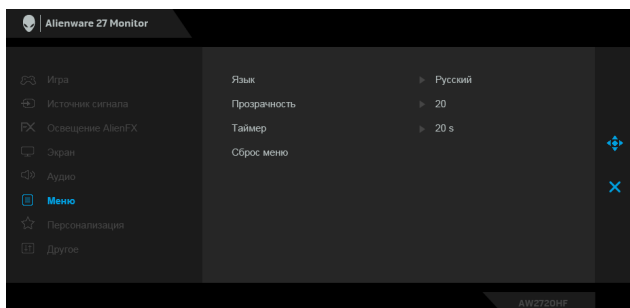 Alienware 27 Monitor
Игра
Источник сигнала
FX Освещение AlienFX
Экран
Аудио
Меню
Персонализация
Другое
Язык Русский
Прозрачность 20
Таймер 20 s
Сброс меню
AW2720HF